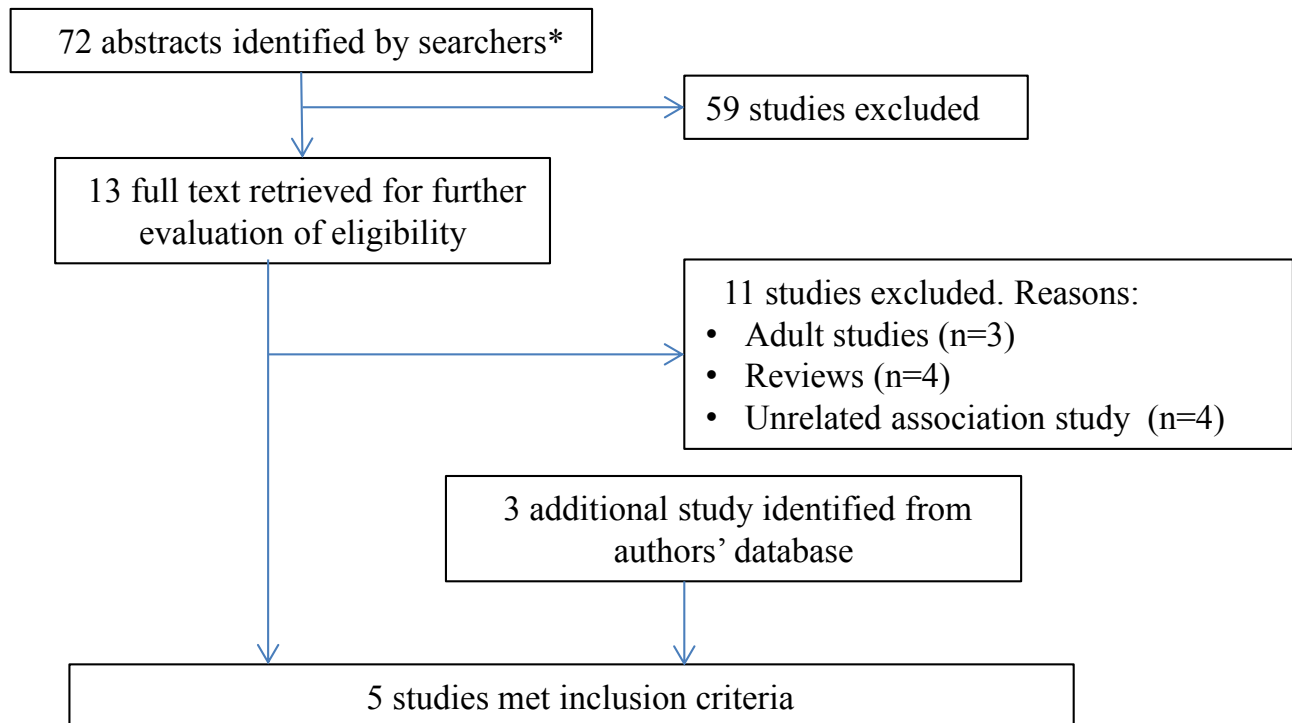 72 abstracts identified by searchers*
59 studies excluded
13 full text retrieved for further
evaluation of eligibility
11 studies excluded. Reasons:
• Adult studies (n=3)
• Reviews (n=4)
• Unrelated association study (n=4)
3 additional study identified from
authors’ database
5 studies met inclusion criteria